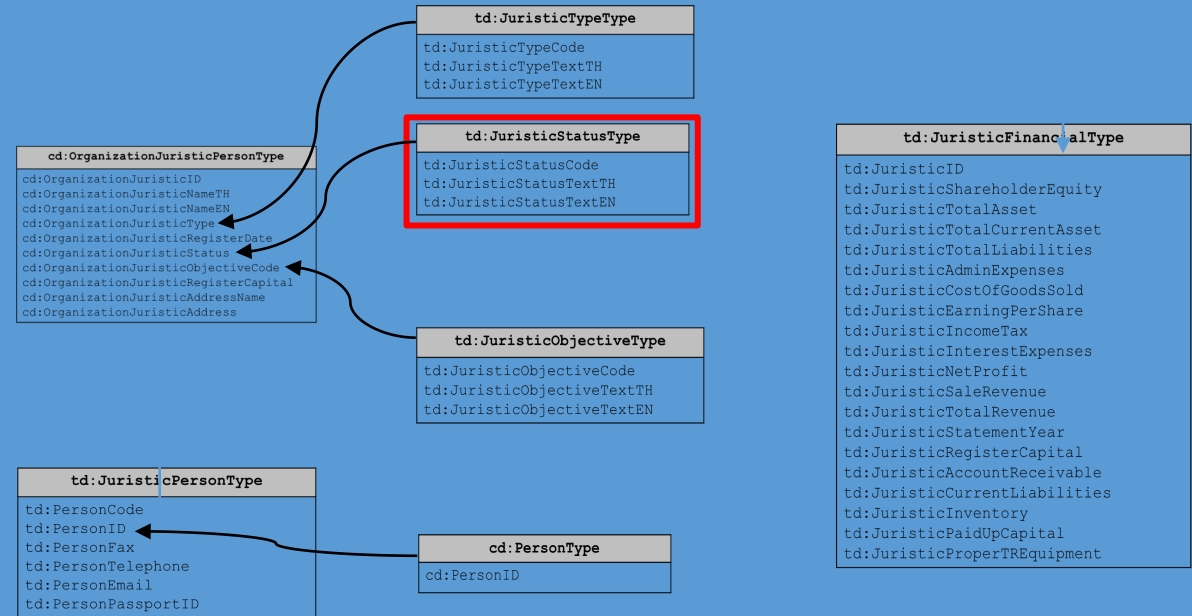 td:JuristicTypeType
td:JuristicTypeCode
td:JuristicTypeTextTH
td:JuristicTypeTextEN
td:JuristicStatusType
td:JuristicStatusCode
td:JuristicStatusTextTH
td:JuristicStatusTextEN
cd:OrganizationJuristicPersonType
cd:OrganizationJuristicID
cd:OrganizationJuristicNameTH
cd:OrganizationJuristicNameEN
cd:OrganizationJuristicType
cd:OrganizationJuristicRegisterDate
cd:OrganizationJuristicStatus
cd:OrganizationJuristicObjectiveCode
cd:OrganizationJuristicRegisterCapital
cd:OrganizationJuristicAddressName
cd:OrganizationJuristicAddress
td:JuristicObjectiveType
td:JuristicObjectiveCode
td:JuristicObjectiveTextTH
td:JuristicObjectiveTextEN
td:JuristicFinancialType
td:JuristicID
td:JuristicShareholderEquity
td:JuristicTotalAsset
td:JuristicTotalCurrentAsset
td:JuristicTotalLiabilities
td:JuristicAdminExpenses
td:JuristicCostOfGoodsSold
td:JuristicEarningPerShare
td:JuristicIncomeTax
td:JuristicInterestExpenses
td:JuristicNetProfit
td:JuristicSaleRevenue
td:JuristicTotalRevenue
td:JuristicStatementYear
td:JuristicRegisterCapital
td:JuristicAccountReceivable
td:JuristicCurrentLiabilities
td:JuristicInventory
td:JuristicPaidUpCapital
td:JuristicProperTREquipment
td:JuristicPersonType
td:PersonCode
td:PersonID
td:PersonFax
td:PersonTelephone
td:PersonEmail
td:PersonPassportID
cd:PersonType
cd:PersonID